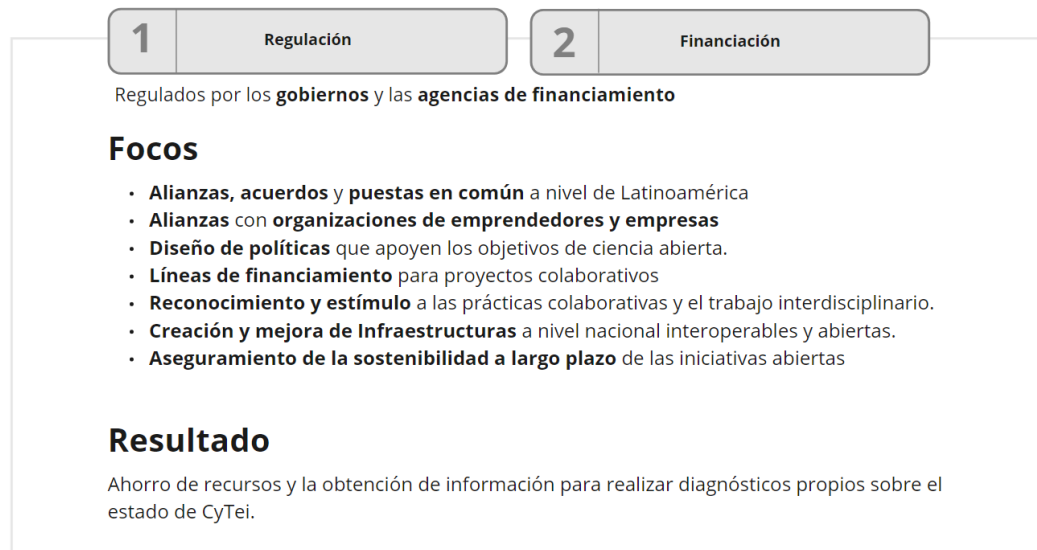 1 Regulación
2 Financiación
Regulados por los gobiernos y las agencias de financiamiento
Focos
• Alianzas, acuerdos y puestas en común a nivel de Latinoamérica
• Alianzas con organizaciones de emprendedores y empresas
• Diseño de políticas que apoyen los objetivos de ciencia abierta.
• Líneas de financiamiento para proyectos colaborativos
• Reconocimiento y estímulo a las prácticas colaborativas y el trabajo interdisciplinario.
• Creación y mejora de Infraestructuras a nivel nacional interoperables y abiertas.
• Aseguramiento de la sostenibilidad a largo plazo de las iniciativas abiertas
Resultado
Ahorro de recursos y la obtención de información para realizar diagnósticos propios sobre el
estado de CyTei.